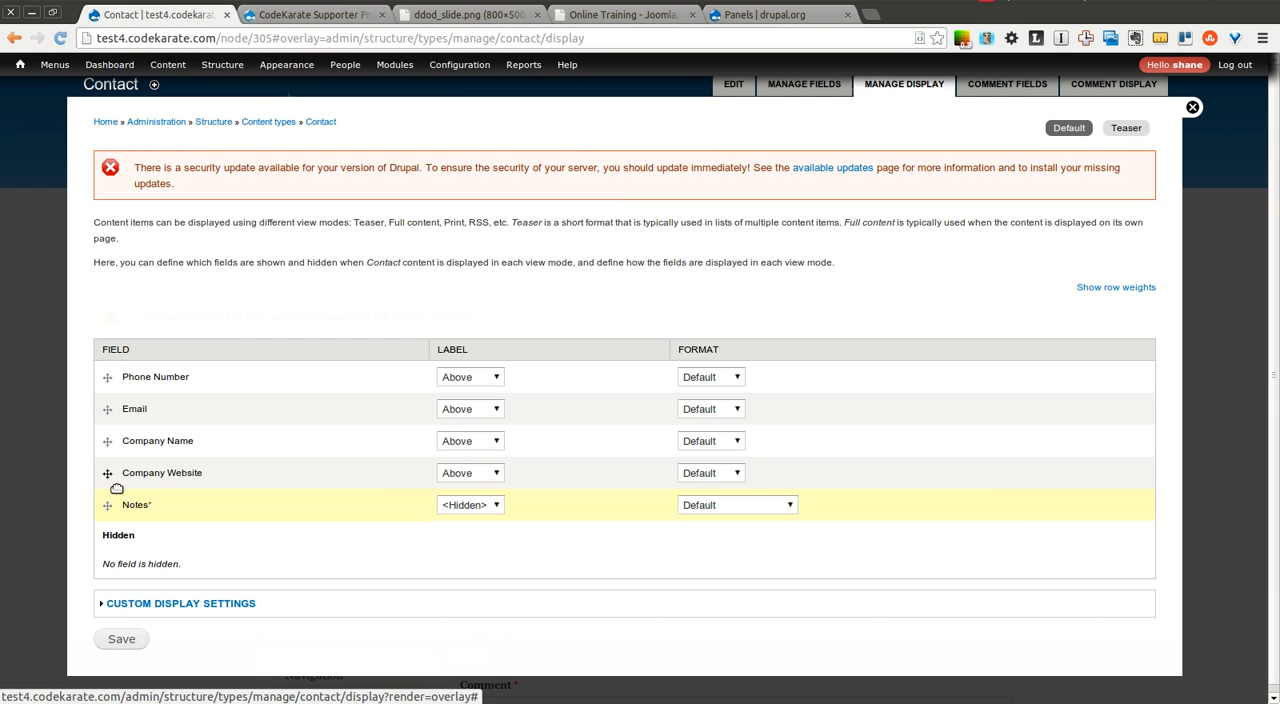 Contact | test4.codekarat
CodeKarate Supporter Pr
ddod_slide.png (800×500
Online Training - Joomla,
Panels | drupal.org
test4.codekarate.com/node/305#overlay=admin/structure/types/manage/contact/display
Menus Dashboard Content Structure Appearance People Modules Configuration Reports Help Hello shane Log out
Contact
EDIT MANAGE FIELDS MANAGE DISPLAY COMMENT FIELDS COMMENT DISPLAY
Home » Administration » Structure » Content types » Contact
Default Teaser
There is a security update available for your version of Drupal. To ensure the security of your server, you should update immediately! See the available updates page for more information and to install your missing
updates.
Content items can be displayed using different view modes: Teaser, Full content, Print, RSS, etc. Teaser is a short format that is typically used in lists of multiple content items. Full content is typically used when the content is displayed on its own
page.
Here, you can define which fields are shown and hidden when Contact content is displayed in each view mode, and define how the fields are displayed in each view mode.
Show row weights
FIELD LABEL FORMAT
Phone Number Above Default
Email Above Default
Company Name Above Default
Company Website Above Default
Notes* <Hidden> Default
Hidden
No field is hidden.
CUSTOM DISPLAY SETTINGS
Save
Navigation
Comment *
test4.codekarate.com/admin/structure/types/manage/contact/display?render=overlay#